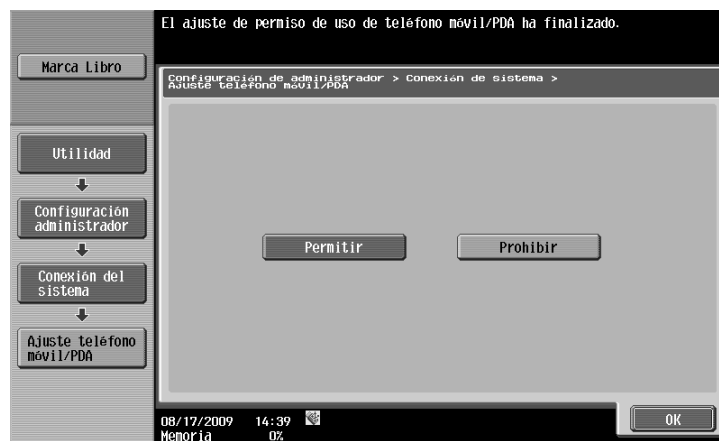 El ajuste de permiso de uso de teléfono móvil/PDA ha finalizado.
Marca Libro
Configuración de administrador > Conexión de sistema >
Ajuste teléfono móvil/PDA
Utilidad
Configuración
administrador
Conexión del
sistema
Ajuste teléfono
móvil/PDA
Permitir
Prohibir
08/17/2009 14:39
Memoria 0%
OK